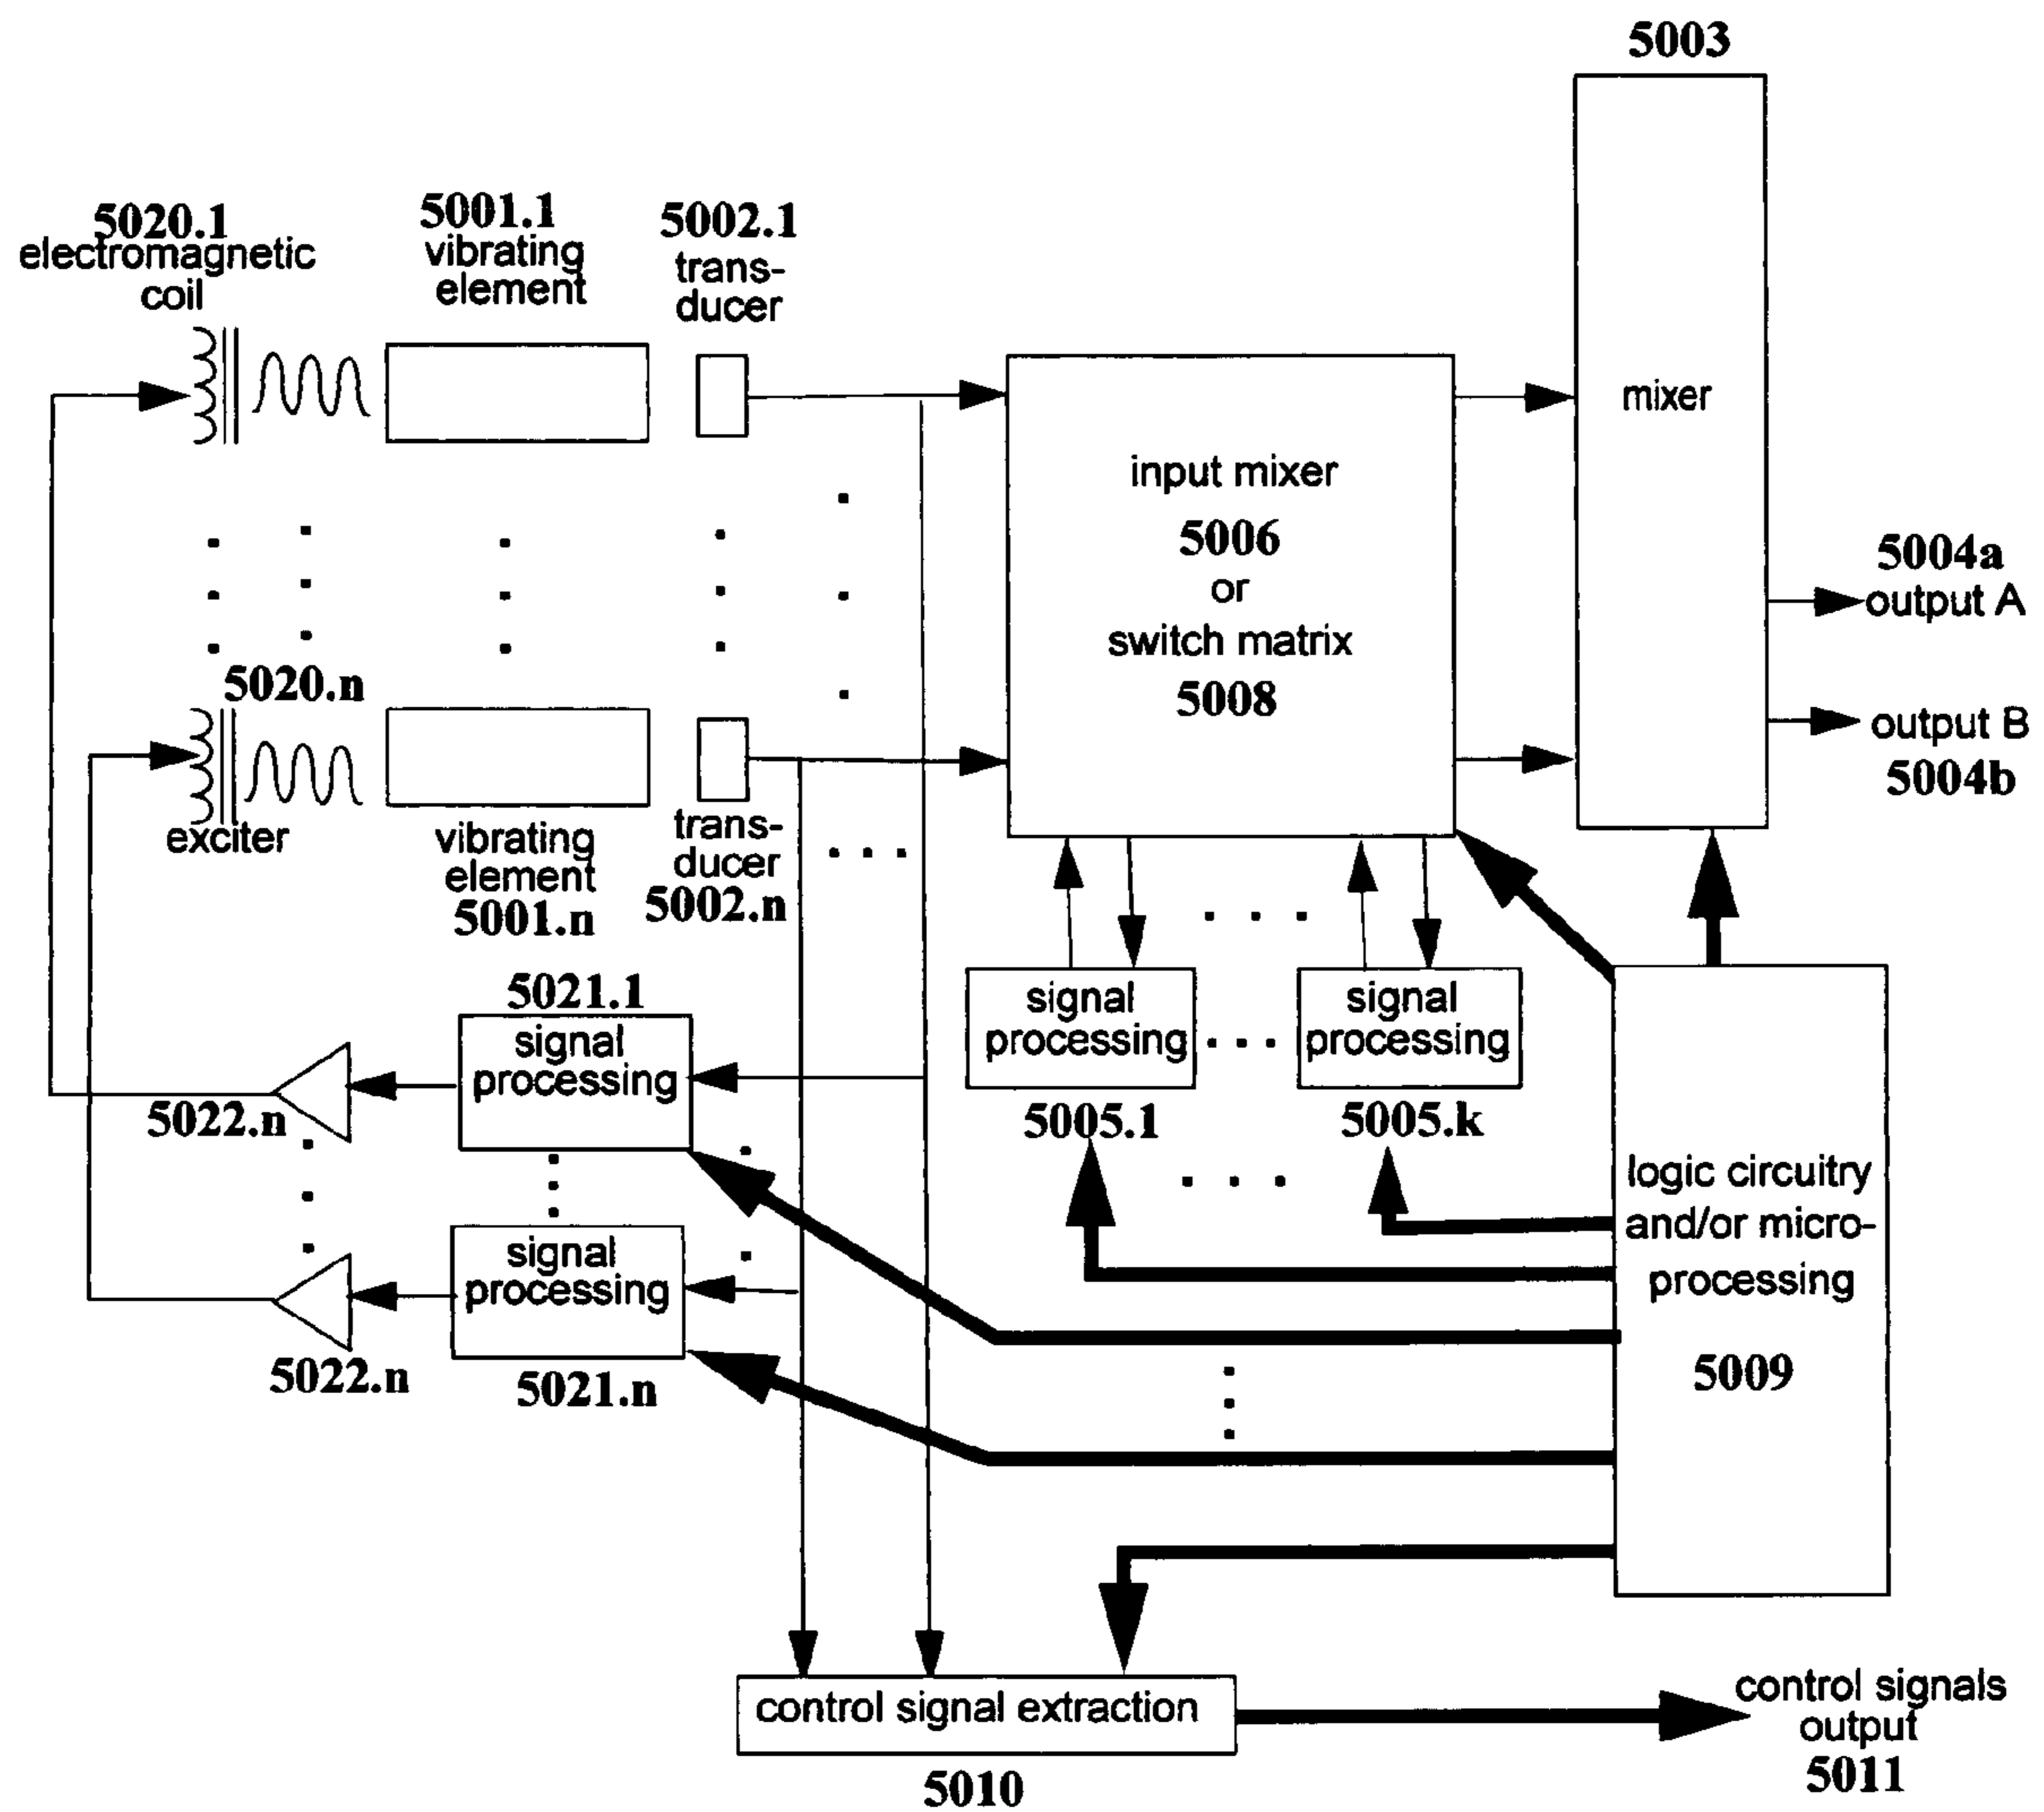 5003
5020.1
electromagnetic
coil
5001.1
vibrating
element
5002.1
trans-
ducer
mixer
input mixer
5006
or
switch matrix
5008
5004a
output A
output B
5004b
5020.n
exciter
vibrating
element
5001.n
trans-
ducer
5002.n
5021.1
signal
processing
5022.n
signal
processing
5005.1
signal
processing
5005.k
logic circuitry
and/or micro-
processing
5009
signal
processing
5021.n
5022.n
control signal extraction
5010
control signals
output
5011